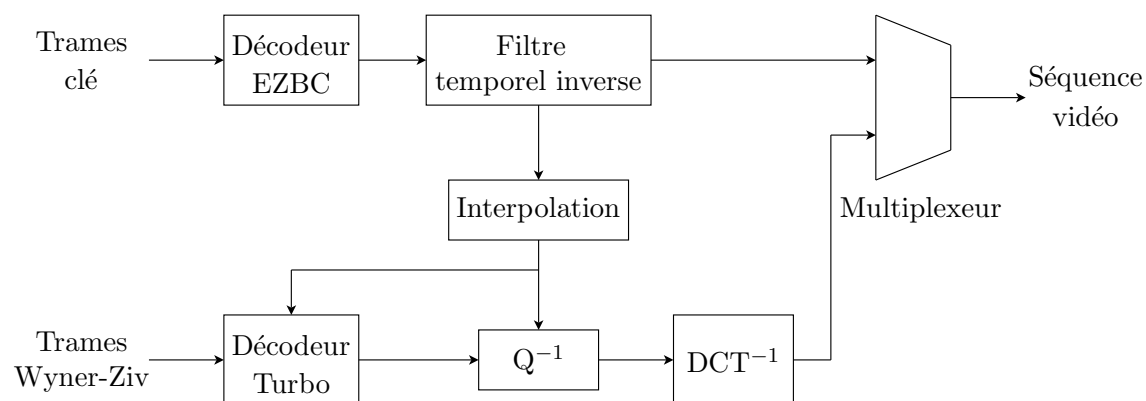 Trames
clé
Décodeur
EZBC
Filtre
temporel inverse
Séquence
vidéo
Interpolation
Multiplexeur
Trames
Wyner-Ziv
Décodeur
Turbo
Q⁻¹
DCT⁻¹